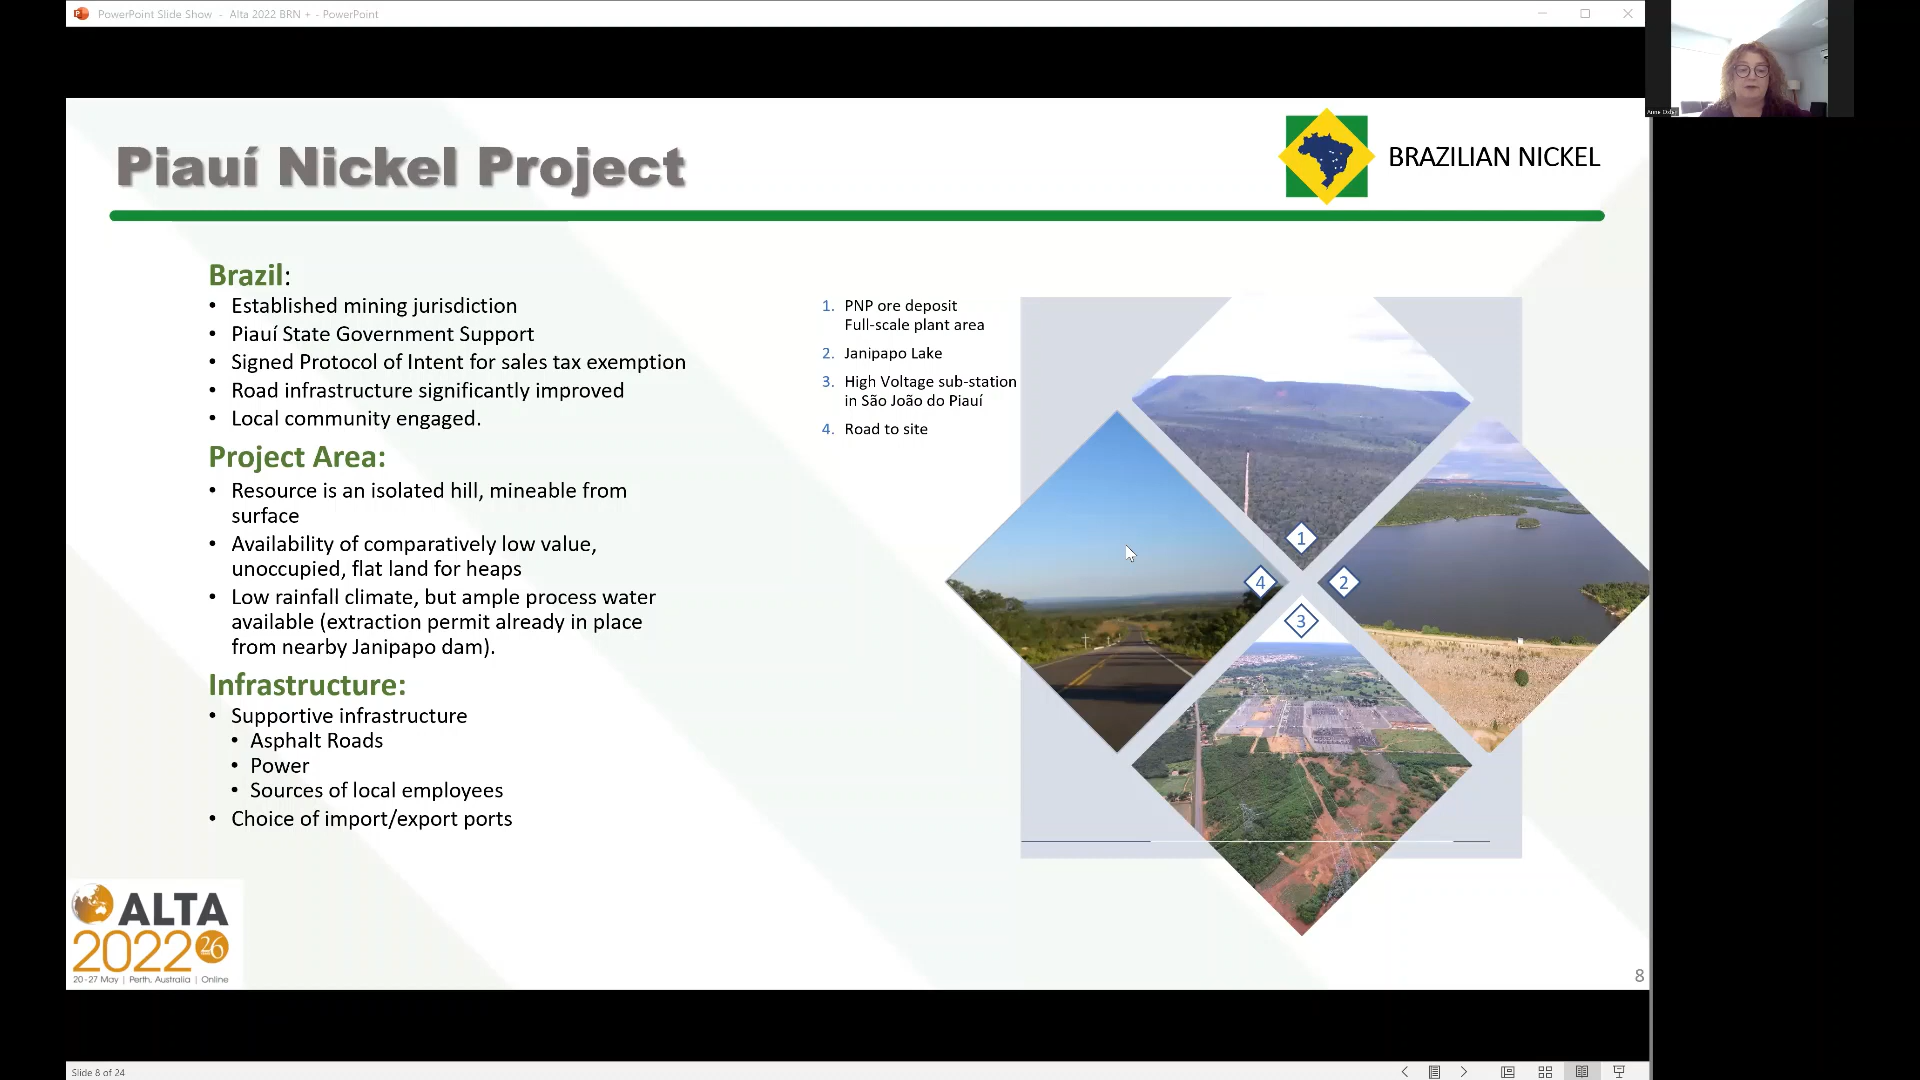 PowerPoint Slide Show - Alta 2022 BRN + - PowerPoint
Piauí Nickel Project
BRAZILIAN NICKEL
Brazil:
• Established mining jurisdiction
• Piauí State Government Support
• Signed Protocol of Intent for sales tax exemption
• Road infrastructure significantly improved
• Local community engaged.
Project Area:
• Resource is an isolated hill, mineable from
surface
• Availability of comparatively low value,
unoccupied, flat land for heaps
• Low rainfall climate, but ample process water
available (extraction permit already in place
from nearby Janipapo dam).
Infrastructure:
• Supportive infrastructure
• Asphalt Roads
• Power
• Sources of local employees
• Choice of import/export ports
1. PNP ore deposit
Full-scale plant area
2. Janipapo Lake
3. High Voltage sub-station
in São João do Piauí
4. Road to site
1
4
2
3
ALTA
2022 26
20-27 May | Perth, Australia | Online
8
Slide 8 of 24